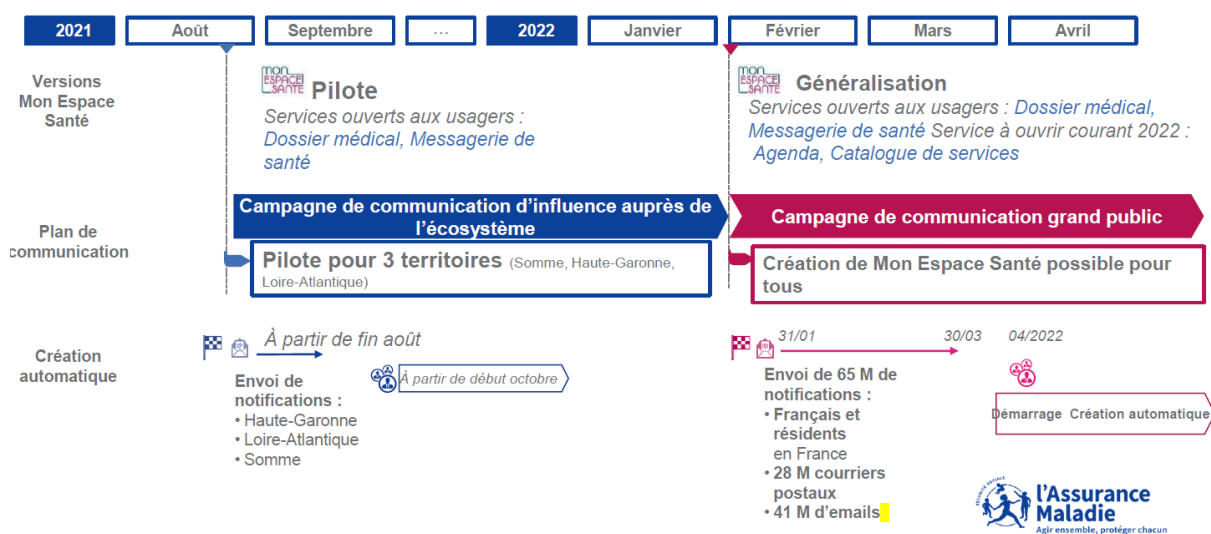 2021
Août
Septembre
...
2022
Janvier
Février
Mars
Avril
Versions
Mon Espace
Santé
mon
ESPACE
SANTÉ
Pilote
Services ouverts aux usagers :
Dossier médical, Messagerie de
santé
mon
ESPACE
SANTÉ
Généralisation
Services ouverts aux usagers : Dossier médical,
Messagerie de santé Service à ouvrir courant 2022 :
Agenda, Catalogue de services
Plan de
communication
Campagne de communication d’influence auprès de
l’écosystème
Pilote pour 3 territoires (Somme, Haute-Garonne,
Loire-Atlantique)
Campagne de communication grand public
Création de Mon Espace Santé possible pour
tous
Création
automatique
À partir de fin août
Envoi de
notifications :
• Haute-Garonne
• Loire-Atlantique
• Somme
À partir de début octobre
31/01
30/03
04/2022
Envoi de 65 M de
notifications :
• Français et
résidents
en France
• 28 M courriers
postaux
• 41 M d’emails
Démarrage Création automatique
SÉCURITÉ SOCIALE
l’Assurance
Maladie
Agir ensemble, protéger chacun